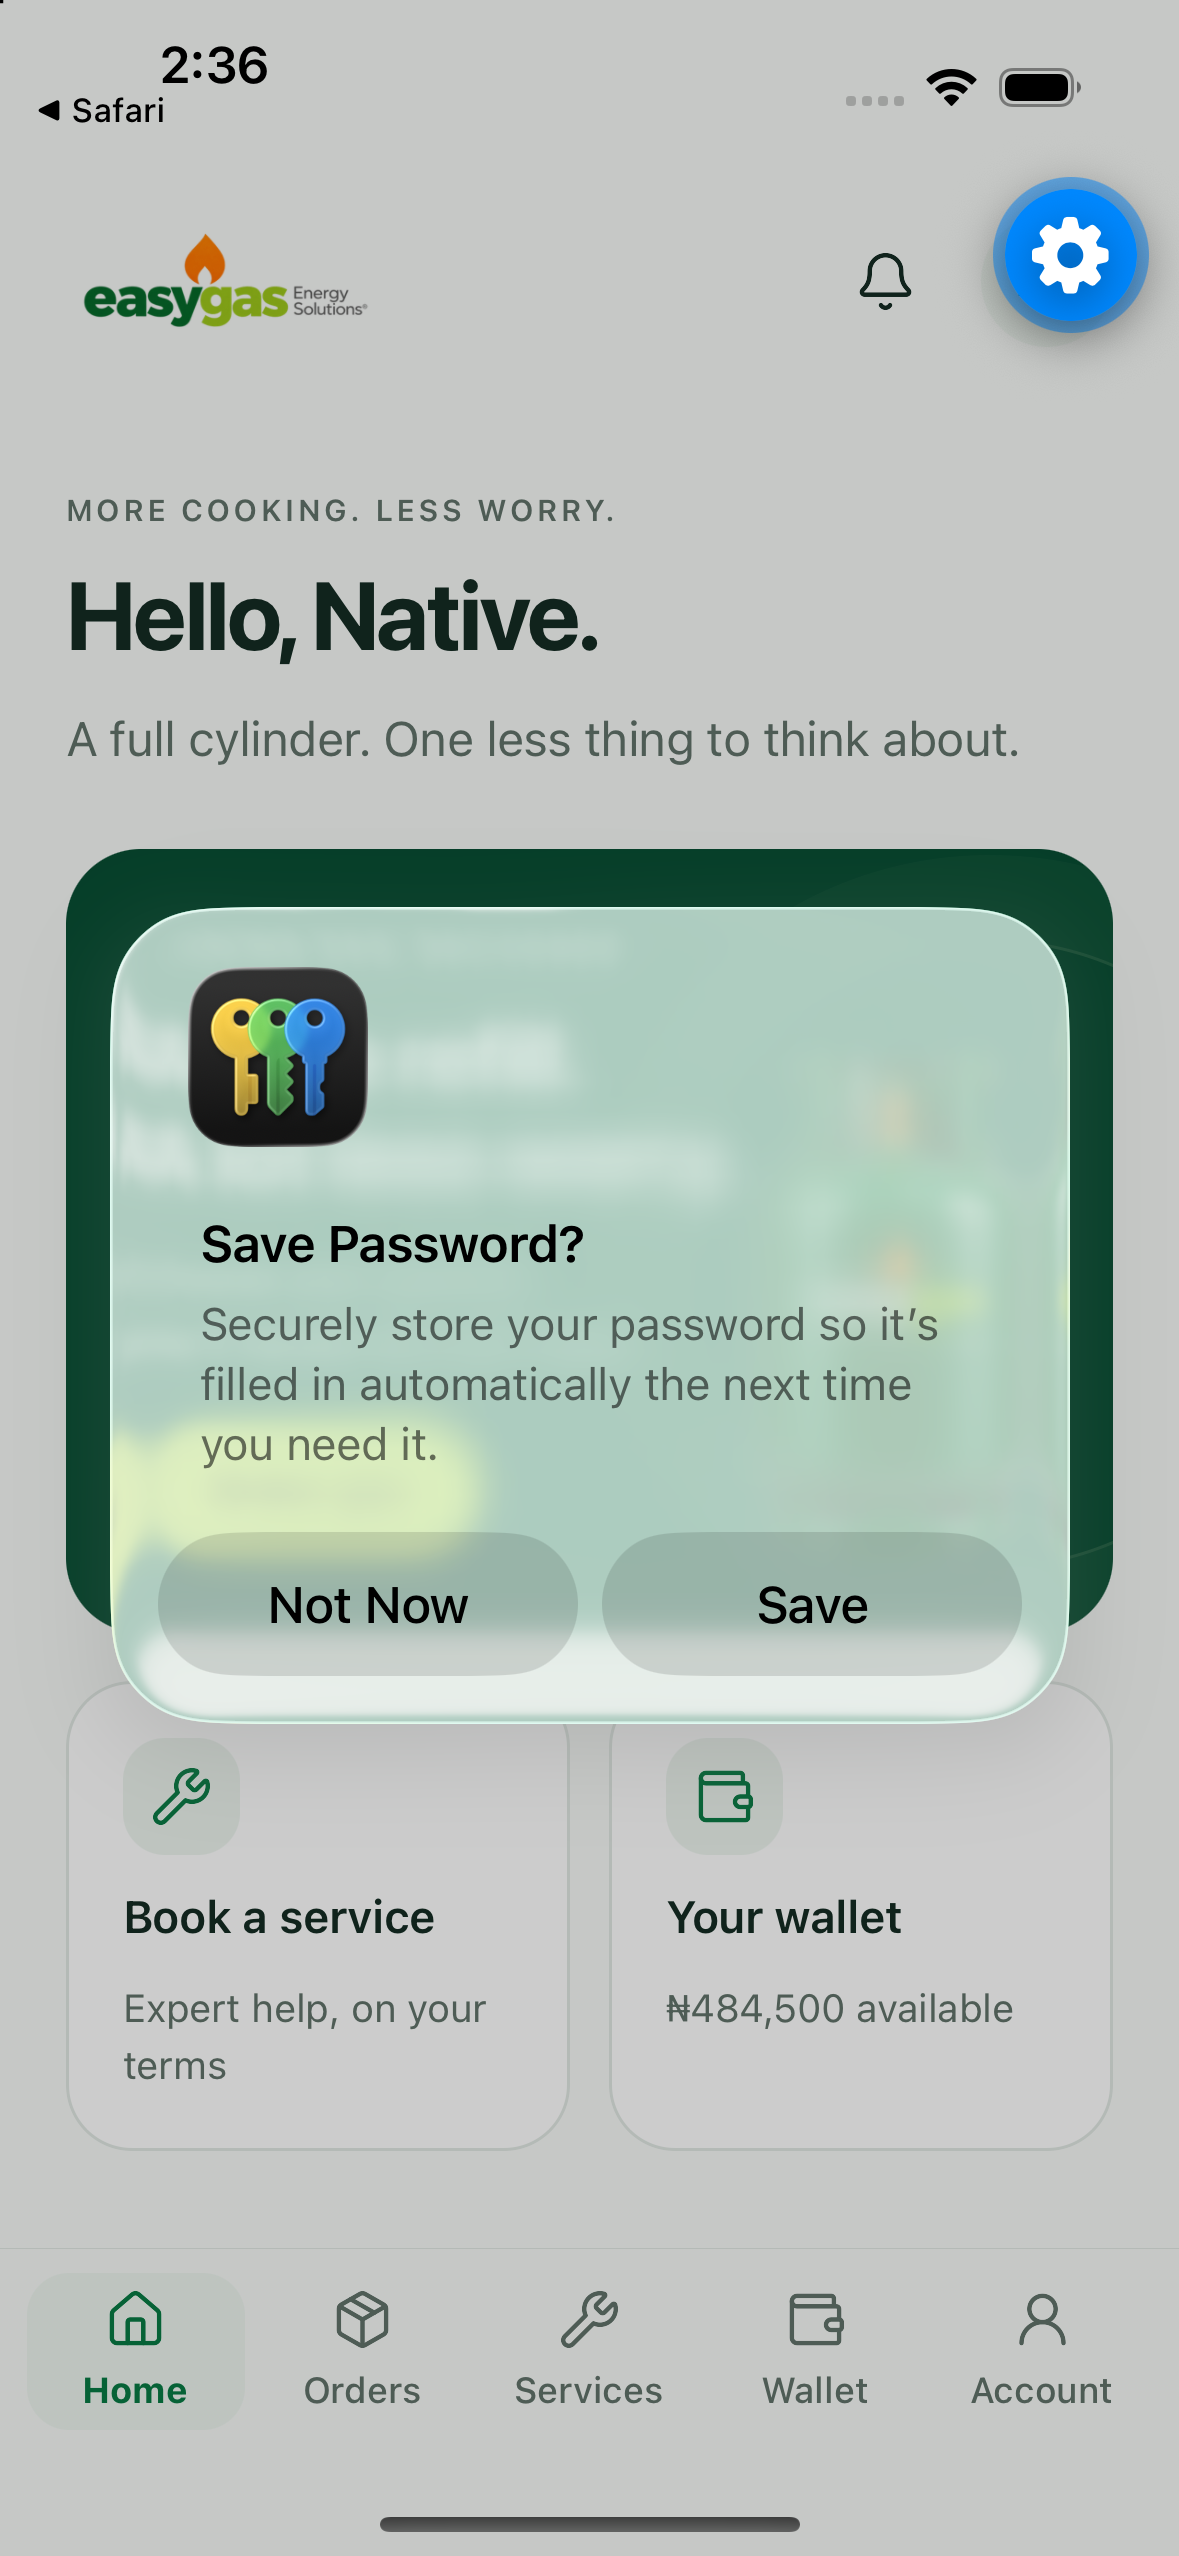 2:36
Safari
easygas Energy
Solutions®
MORE COOKING. LESS WORRY.
Hello, Native.
A full cylinder. One less thing to think about.
Save Password?
Securely store your password so it’s
filled in automatically the next time
you need it.
Not Now
Save
Book a service
Your wallet
Expert help, on your
terms
₦484,500 available
Home
Orders
Services
Wallet
Account